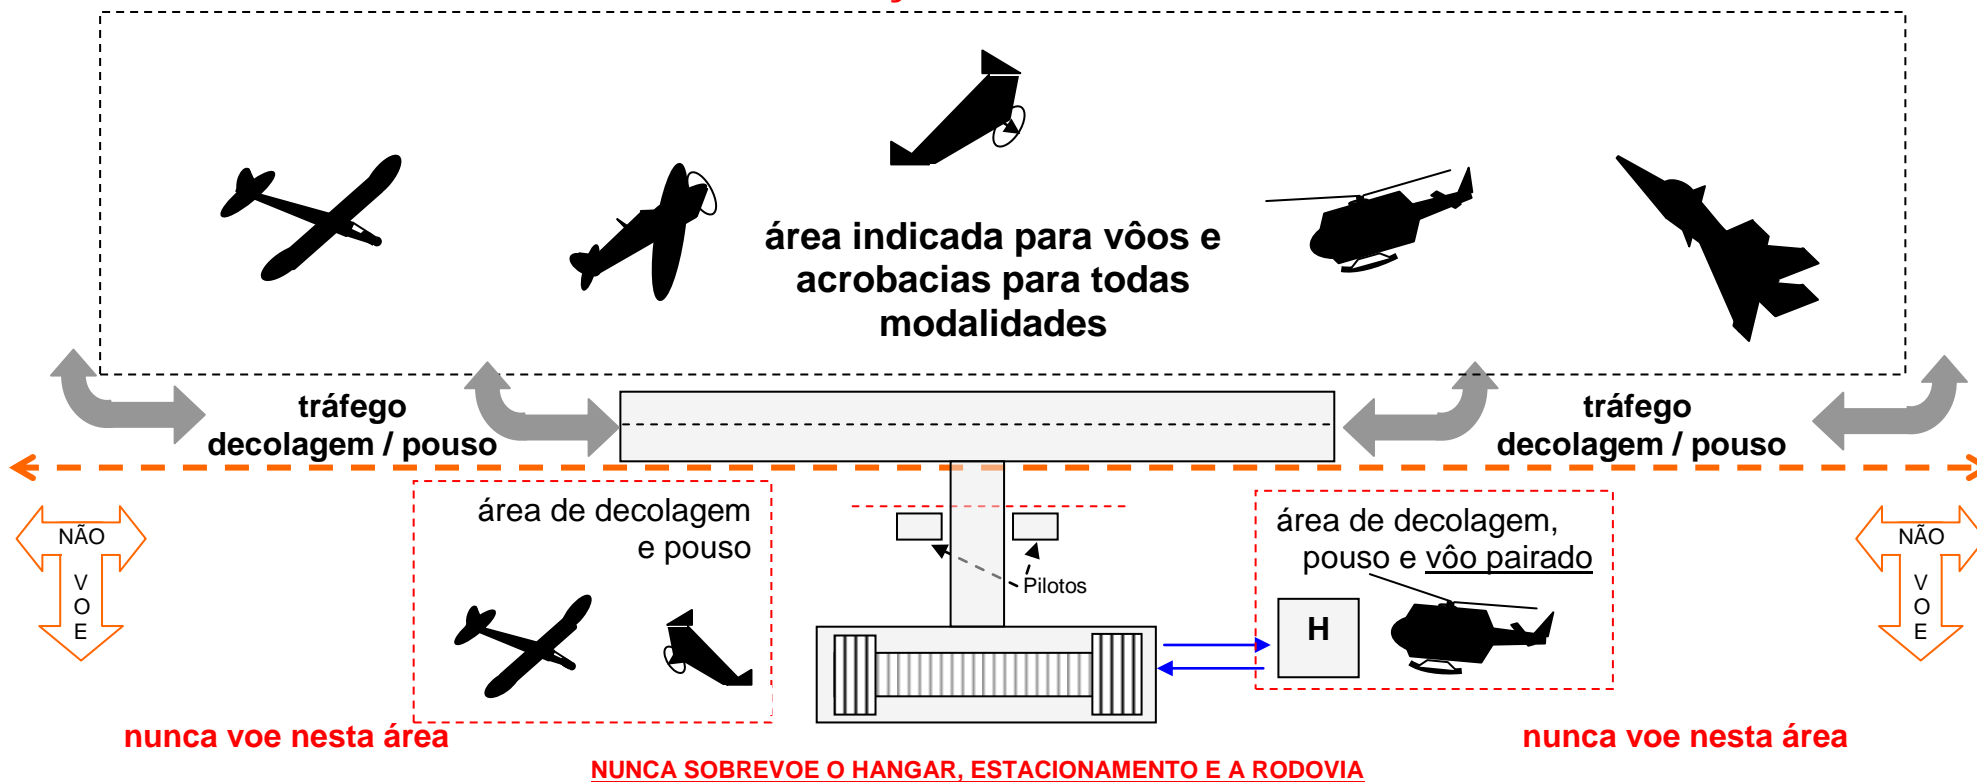 área indicada para vôos e
acrobacias para todas
modalidades
tráfego
decolagem / pouso
tráfego
decolagem / pouso
NÃO
V
O
E
área de decolagem
e pouso
Pilotos
área de decolagem,
pouso e vôo pairado
H
NÃO
V
O
E
nunca voe nesta área
nunca voe nesta área
NUNCA SOBREVOE O HANGAR, ESTACIONAMENTO E A RODOVIA